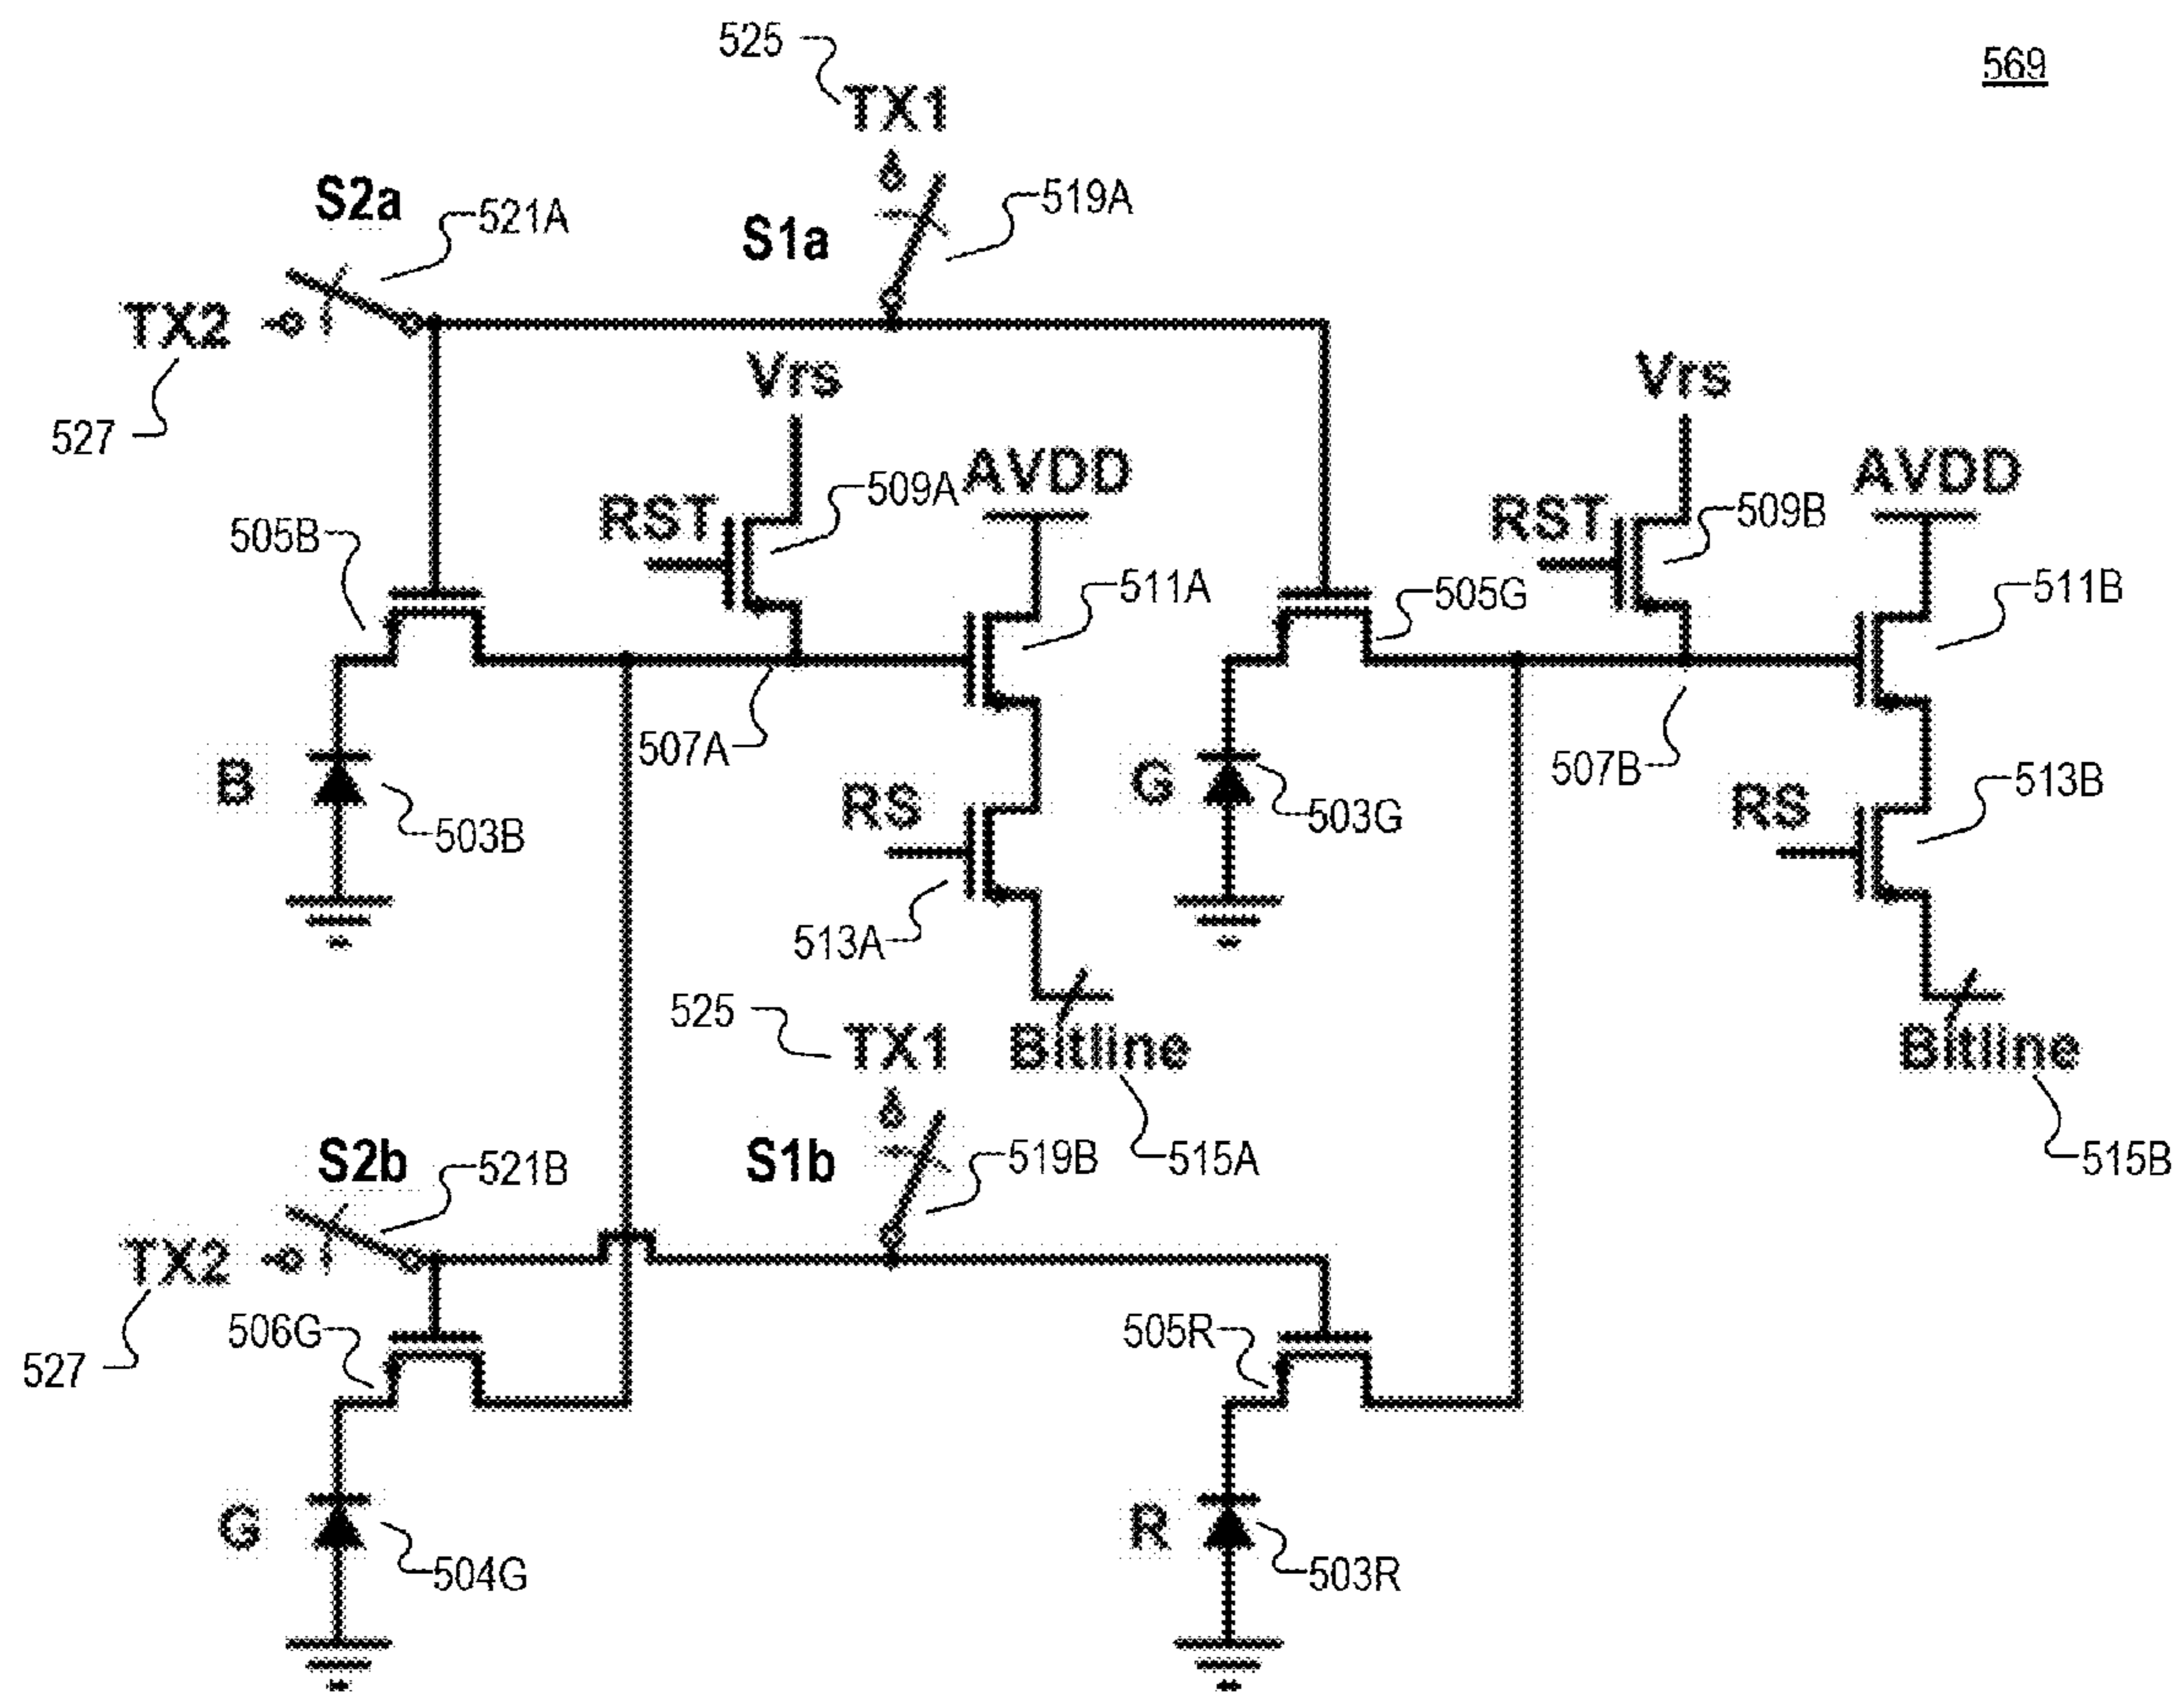 525
TX1
569
S2a
521A
S1a
519A
TX2
527
Vrs
Vrs
RST
509A
AVDD
RST
509B
AVDD
505B
511A
505G
511B
507A
507B
B
503B
RS
G
503G
RS
513B
513A
525
TX1
Bitline
Bitline
S2b
521B
S1b
519B
515A
515B
TX2
527
506G
505R
G
504G
R
503R